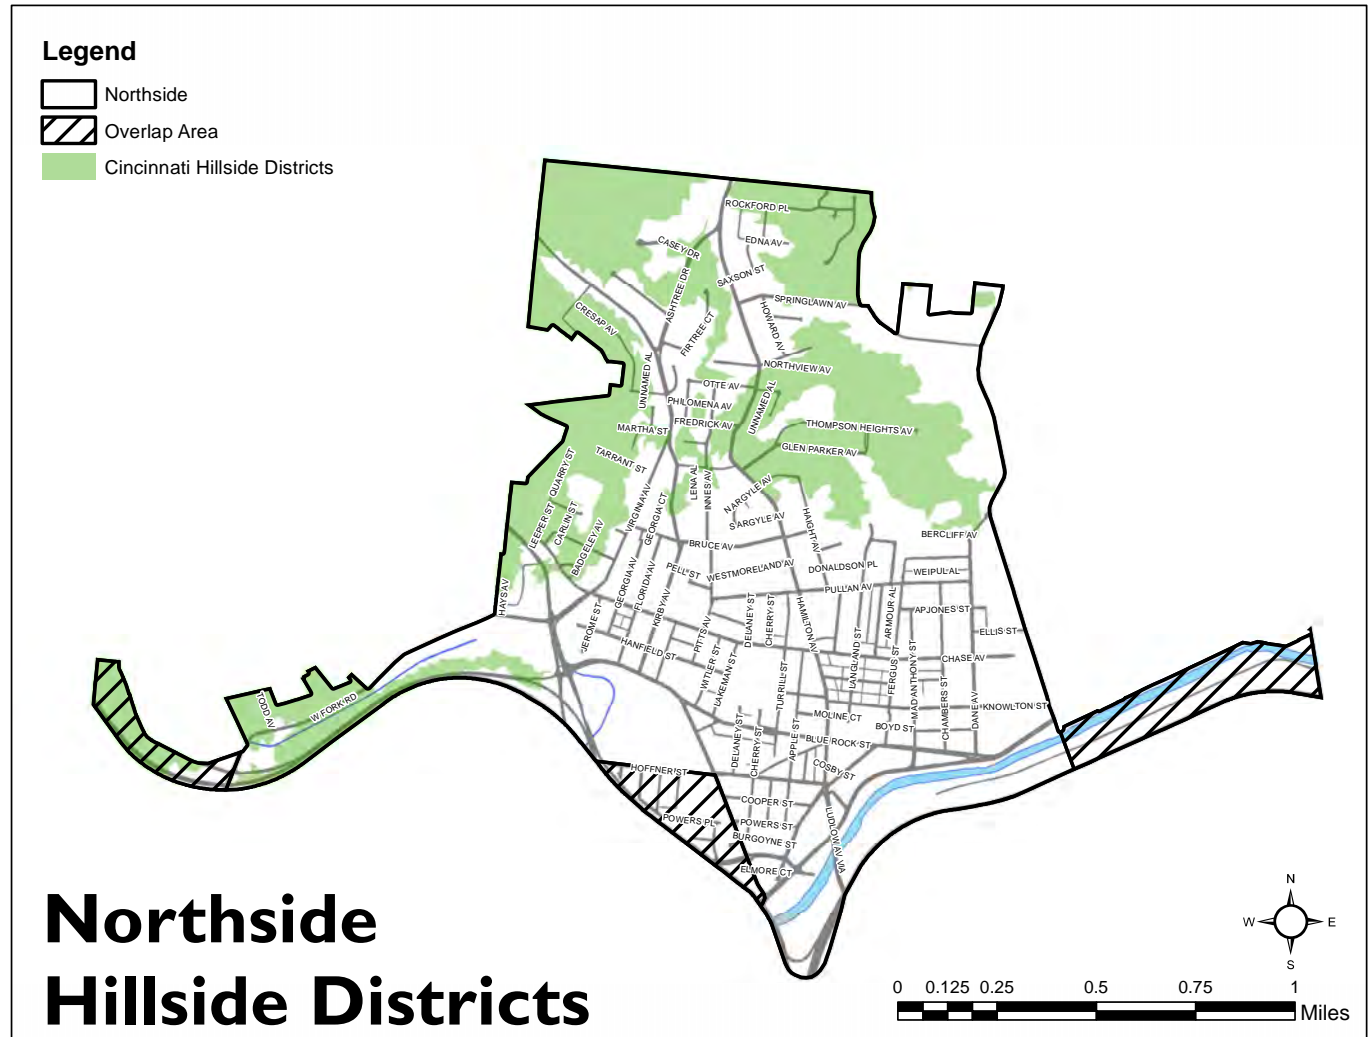 Legend
Northside
Overlap Area
Cincinnati Hillside Districts
ROCKFORD PL
EDNA AV
CASEY DR
SAXSON ST
ASHTREE DR
SPRINGLAWN AV
CRESAP AV
FIRTREE CT
HOWARD AV
NORTHVIEW AV
UNNAMED AL
OTTE AV
UNNAMED AL
PHILOMENA AV
FREDRICK AV
MARTHA ST
THOMPSON HEIGHTS AV
GLEN PARKER AV
TARRANT ST
QUARRY ST
LENA AL
INNES AV
N ARGYLE AV
VIRGINIA AV
GEORGIA CT
S ARGYLE AV
HAIGHT AV
LEEPER ST
CARLIN ST
BADGELEY AV
BRUCE AV
BERCLIFF AV
PELL ST
WESTMORELAND AV
DONALDSON PL
WEIPUL AL
GEORGIA AV
FLORIDA AV
KIRBY AV
PULLAN AV
HAYS AV
JEROME ST
DELANEY ST
CHERRY ST
HAMILTON AV
ARMOUR AL
APJONES ST
ELLIS ST
HANFIELD ST
PITTS AV
WITLER ST
LAKEMAN ST
TURRILL ST
LANGLAND ST
FERGUS ST
MAD ANTHONY ST
CHASE AV
CHAMBERS ST
DANE AV
KNOWLTON ST
TODD AV
W FORK RD
MOLINE CT
BOYD ST
DELANEY ST
CHERRY ST
APPLE ST
BLUE ROCK ST
HOFFNER ST
COSBY ST
COOPER ST
POWERS PL
POWERS ST
BURGOYNE ST
LUDLOW AV VIA
ELMORE CT
Northside
Hillside Districts
N
W
E
S
0 0.125 0.25 0.5 0.75 1
Miles